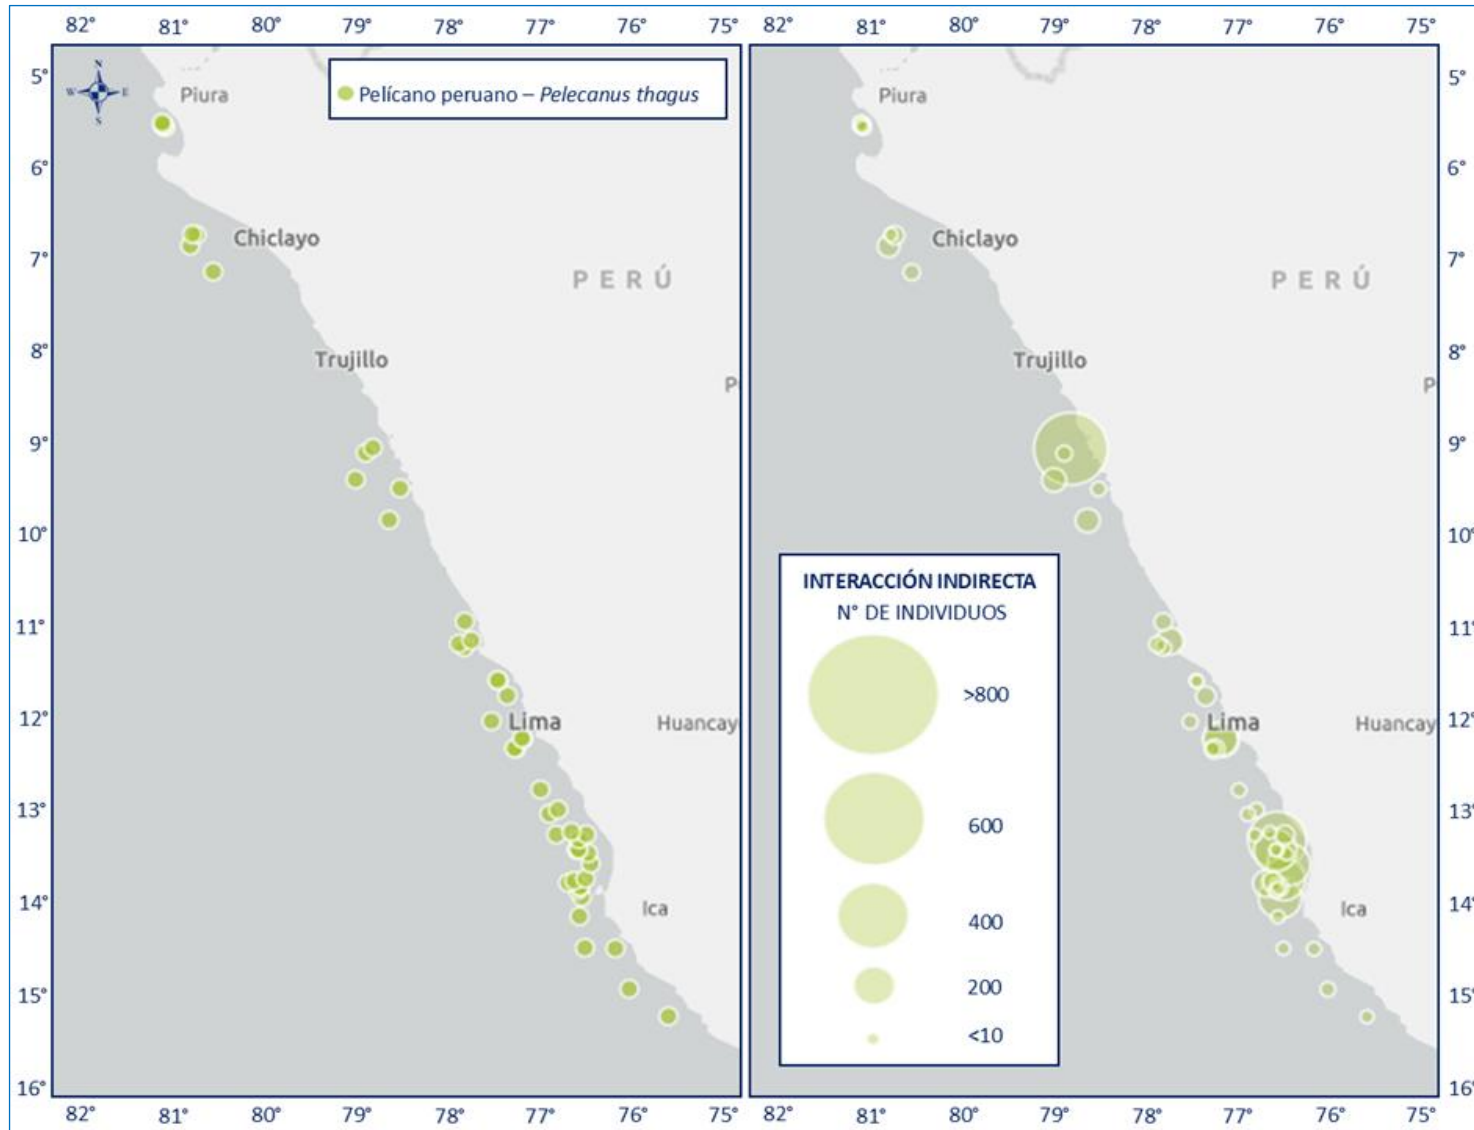 82° 81° 80° 79° 78° 77° 76° 75°
82° 81° 80° 79° 78° 77° 76° 75°
N
W E
S
Pelícano peruano – Pelecanus thagus
5°
6°
7°
8°
9°
10°
11°
12°
13°
14°
15°
16°
Piura
Chiclayo
PERÚ
Trujillo
P
Lima
Huancay
Ica
82° 81° 80° 79° 78° 77° 76° 75°
Piura
Chiclayo
PERÚ
Trujillo
P
Lima
Huancay
Ica
INTERACCIÓN INDIRECTA
N° DE INDIVIDUOS
>800
600
400
200
<10
5°
6°
7°
8°
9°
10°
11°
12°
13°
14°
15°
16°
82° 81° 80° 79° 78° 77° 76° 75°